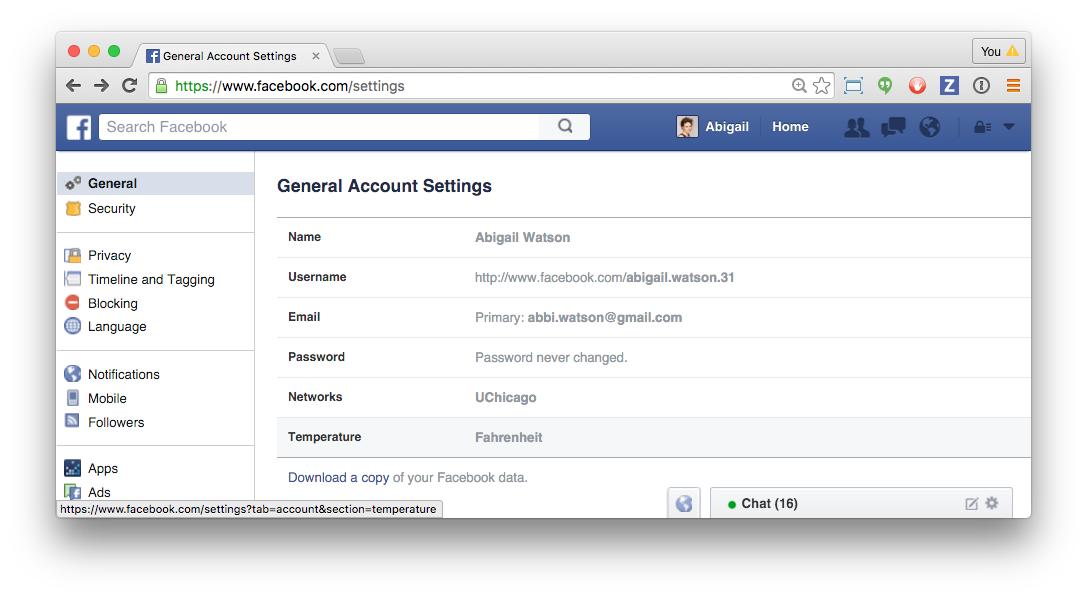 General Account Settings
You
https://www.facebook.com/settings
Search Facebook
Abigail
Home
General
Security
Privacy
Timeline and Tagging
Blocking
Language
Notifications
Mobile
Followers
Apps
Ads
General Account Settings
Name Abigail Watson
Username http://www.facebook.com/abigail.watson.31
Email Primary: abbi.watson@gmail.com
Password Password never changed.
Networks UChicago
Temperature Fahrenheit
Download a copy of your Facebook data.
https://www.facebook.com/settings?tab=account&section=temperature
Chat (16)